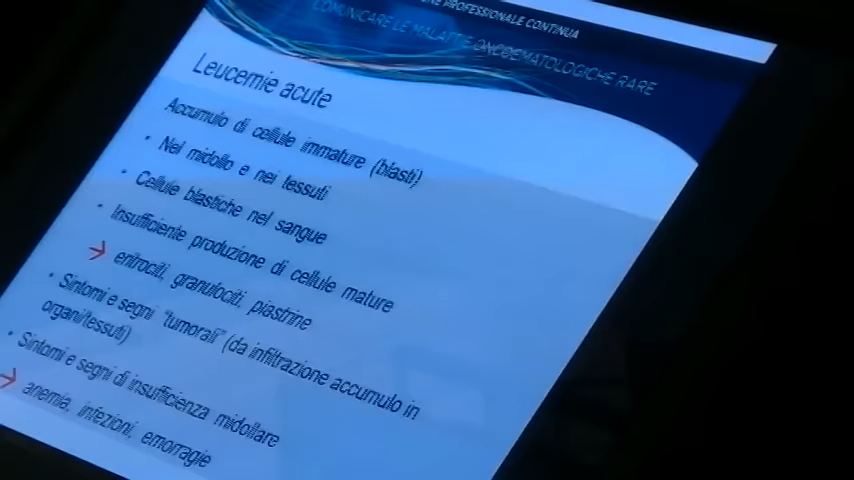 PROFESSIONALE CONTINUA
COMUNICARE LE MALATTIE ONCOEMATOLOGICHE RARE
Leucemie acute
Accumulo di cellule immature (blasti)
• Nel midollo e nei tessuti
• Cellule blastiche nel sangue
• Insufficiente produzione di cellule mature
→ eritrociti, granulociti, piastrine
• Sintomi e segni "tumorali" (da infiltrazione accumulo in
organi/tessuti)
• Sintomi e segni di insufficienza midollare
→ anemia, infezioni, emorragie